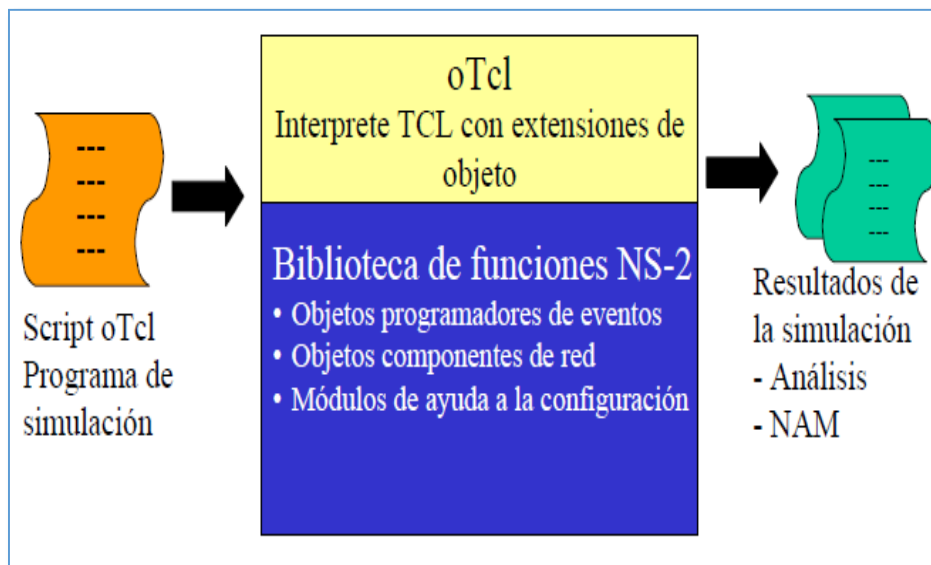 ---
---
---
---
Script oTcl
Programa de
simulación
oTcl
Interprete TCL con extensiones de
objeto
Biblioteca de funciones NS-2
• Objetos programadores de eventos
• Objetos componentes de red
• Módulos de ayuda a la configuración
---
---
---
---
Resultados de
la simulación
- Análisis
- NAM